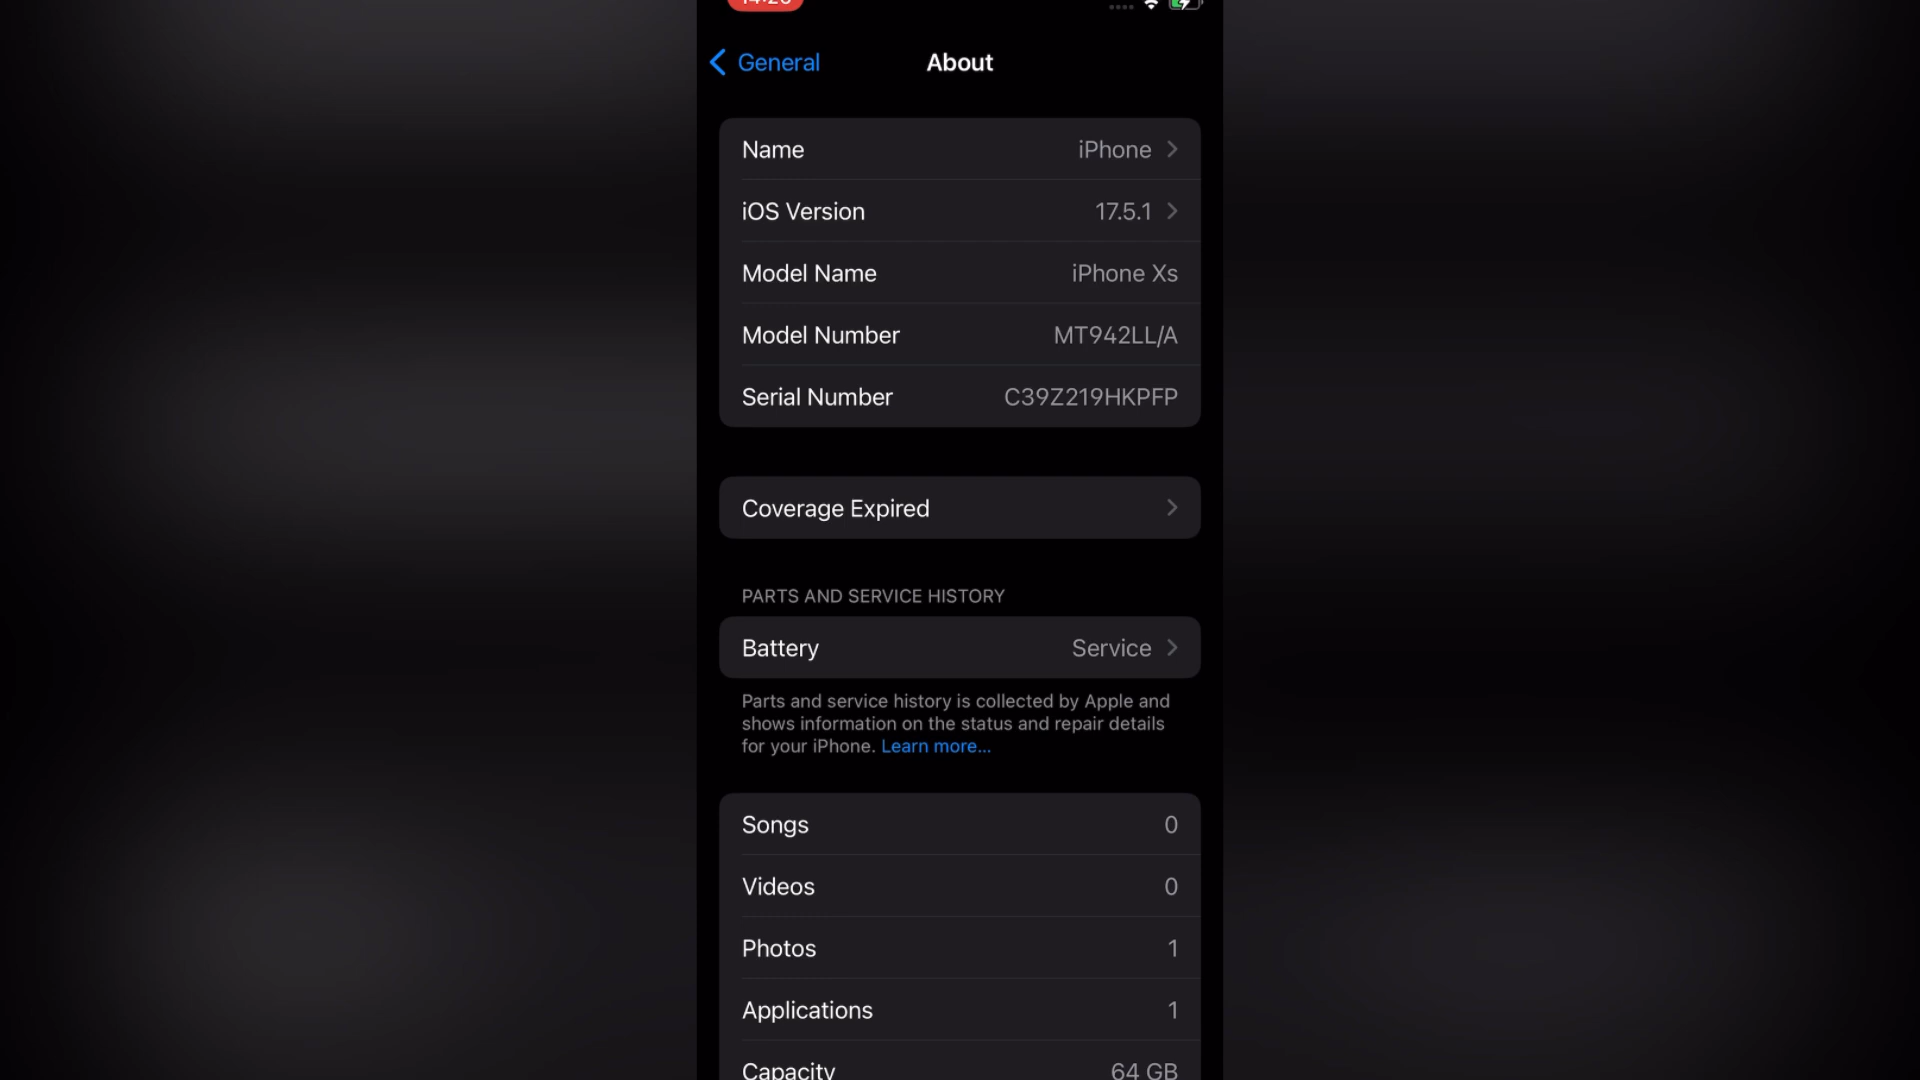 General
About
Name iPhone
iOS Version 17.5.1
Model Name iPhone Xs
Model Number MT942LL/A
Serial Number C39Z219HKPFP
Coverage Expired
PARTS AND SERVICE HISTORY
Battery Service
Parts and service history is collected by Apple and
shows information on the status and repair details
for your iPhone. Learn more...
Songs 0
Videos 0
Photos 1
Applications 1
Capacity 64 GB